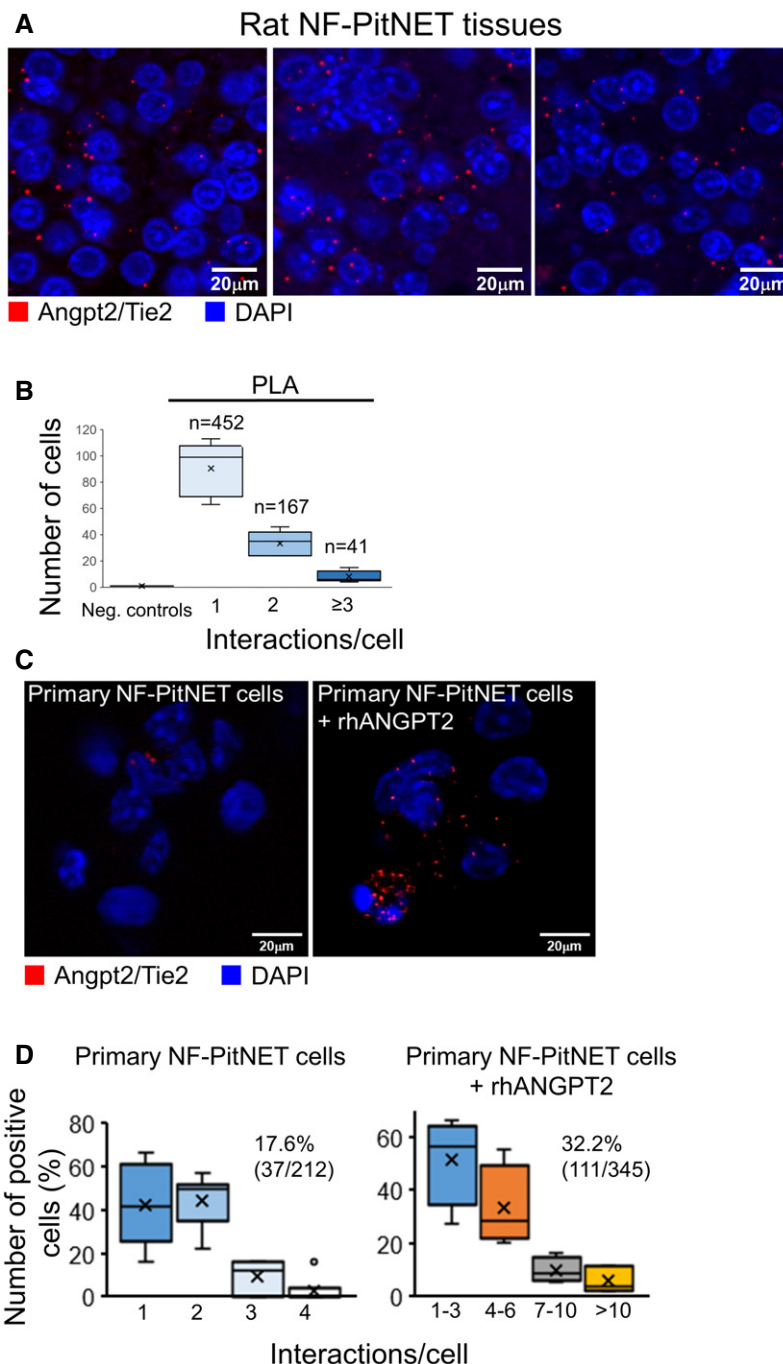 A
Rat NF-PitNET tissues
20µm
20µm
20µm
Angpt2/Tie2
DAPI
B
PLA
Number of cells
120
100
80
60
40
20
0
n=452
n=167
n=41
Neg. controls
1
2
≥3
Interactions/cell
C
Primary NF-PitNET cells
20µm
Primary NF-PitNET cells
+ rhANGPT2
20µm
Angpt2/Tie2
DAPI
D
Primary NF-PitNET cells
Number of positive
cells (%)
80
60
40
20
0
17.6%
(37/212)
1
2
3
4
Primary NF-PitNET cells
+ rhANGPT2
60
40
20
0
32.2%
(111/345)
1-3
4-6
7-10
>10
Interactions/cell